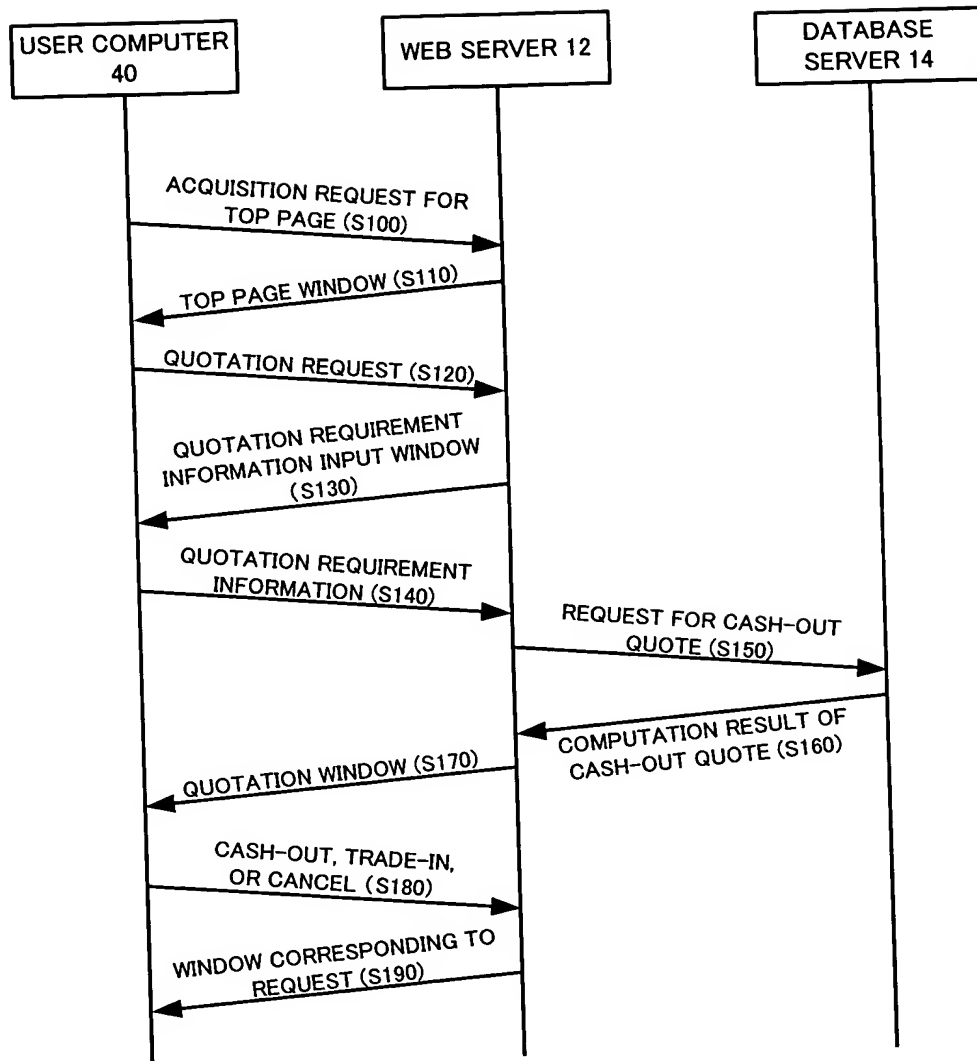 USER COMPUTER
40
WEB SERVER 12
DATABASE
SERVER 14
ACQUISITION REQUEST FOR
TOP PAGE (S100)
TOP PAGE WINDOW (S110)
QUOTATION REQUEST (S120)
QUOTATION REQUIREMENT
INFORMATION INPUT WINDOW
(S130)
QUOTATION REQUIREMENT
INFORMATION (S140)
REQUEST FOR CASH-OUT
QUOTE (S150)
COMPUTATION RESULT OF
CASH-OUT QUOTE (S160)
QUOTATION WINDOW (S170)
CASH-OUT, TRADE-IN,
OR CANCEL (S180)
WINDOW CORRESPONDING TO
REQUEST (S190)